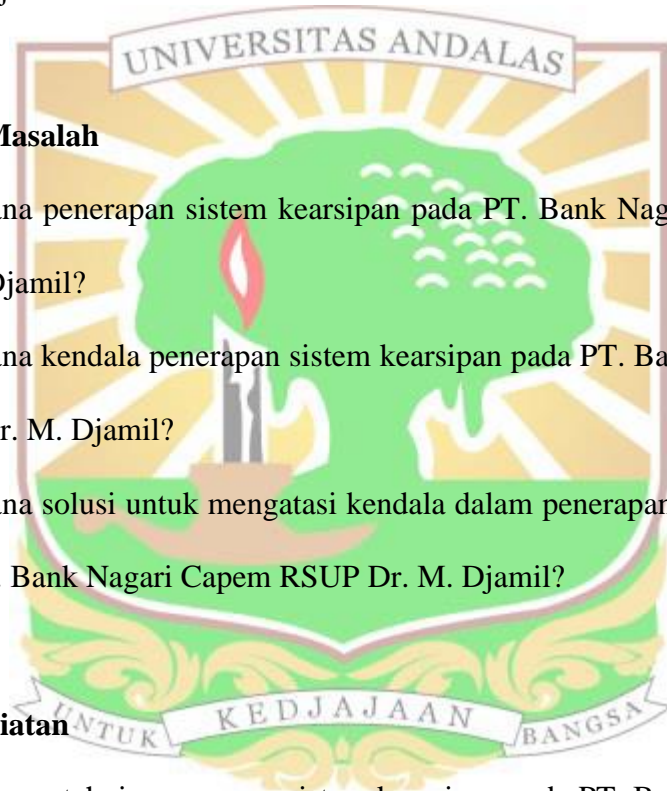 UNIVERSITAS ANDALAS
Masalah
ana penerapan sistem kearsipan pada PT. Bank Nag
Djamil?
ana kendala penerapan sistem kearsipan pada PT. Ba
r. M. Djamil?
ana solusi untuk mengatasi kendala dalam penerapan
. Bank Nagari Capem RSUP Dr. M. Djamil?
iatan
UNTUK KEDJAJAAN BANGSA